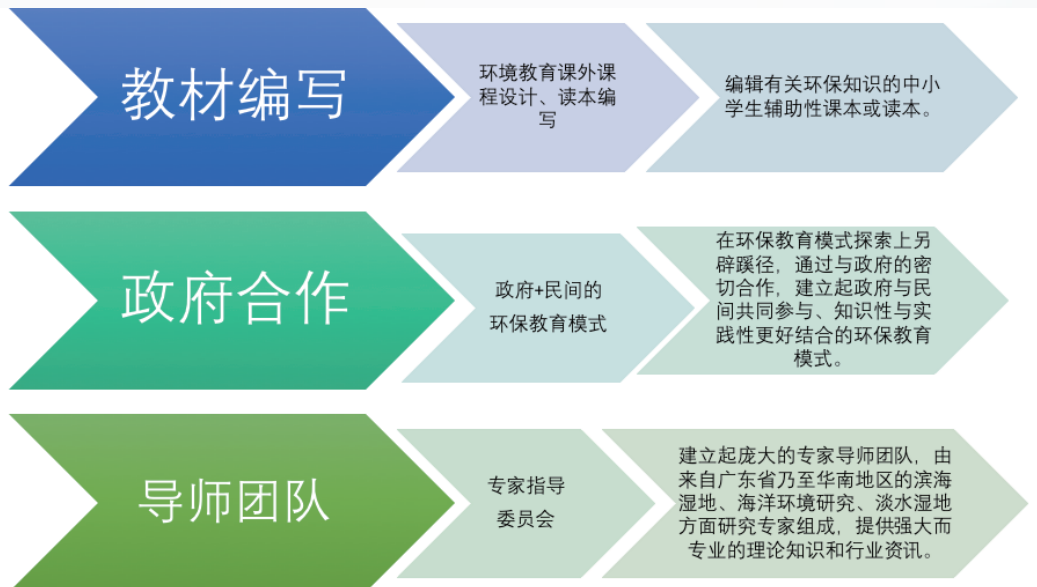 教材编写
环境教育课外课
程设计、读本编
写
编辑有关环保知识的中小
学生辅助性课本或读本。
政府合作
政府+民间的
环保教育模式
在环保教育模式探索上另
辟蹊径，通过与政府的密
切合作，建立起政府与民
间共同参与、知识性与实
践性更好结合的环保教育
模式。
导师团队
专家指导
委员会
建立起庞大的专家导师团队，由
来自广东省乃至华南地区的滨海
湿地、海洋环境研究、淡水湿地
方面研究专家组成，提供强大而
专业的理论知识和行业资讯。